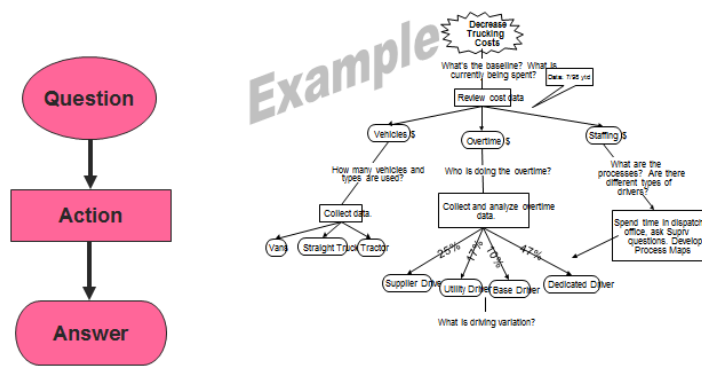 Question
Action
Answer
Example
Decrease
Trucking
Costs
What's the baseline? What is
currently being spent?
Data: 7/98 ytd
Review cost data
Vehicles $
Overtime $
Staffing $
How many vehicles and
types are used?
Who is doing the overtime?
What are the
processes? Are there
different types of
drivers?
Collect data.
Collect and analyze overtime
data.
Spend time in dispatch
office, ask Suprv
questions. Develop
Process Maps
Vans
Straight Truck
Tractor
25%
17%
10%
47%
Supplier Driver
Utility Driver
Base Driver
Dedicated Driver
What is driving variation?